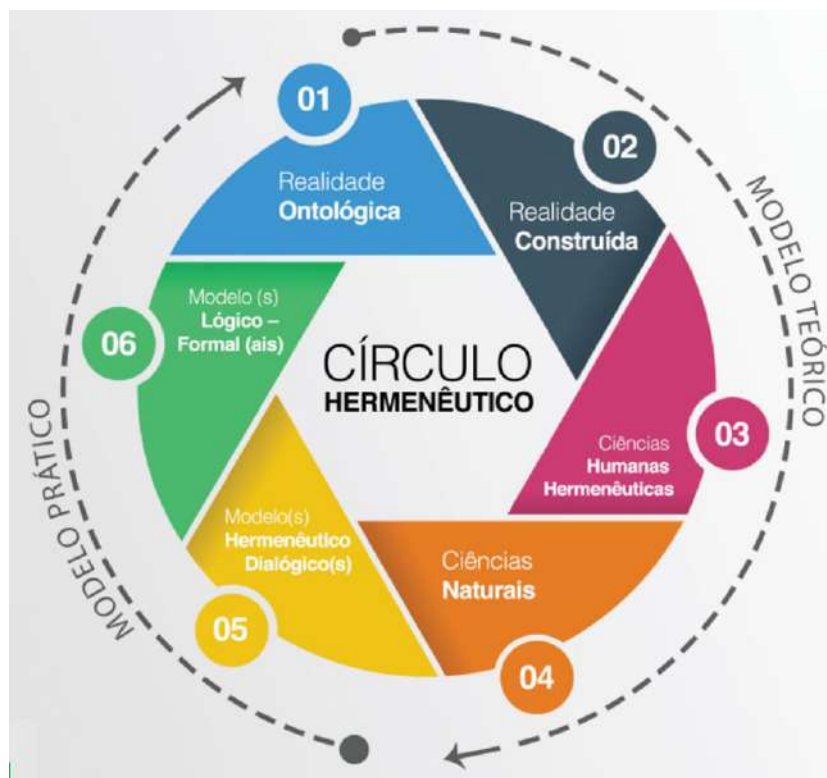 01
Realidade
Ontológica
02
Realidade
Construída
03
Ciências
Humanas
Hermenêuticas
04
Ciências
Naturais
05
Modelo(s)
Hermenêutico
Dialógico(s)
06
Modelo (s)
Lógico –
Formal (ais)
CÍRCULO
HERMENÊUTICO
MODELO TEÓRICO
MODELO PRÁTICO